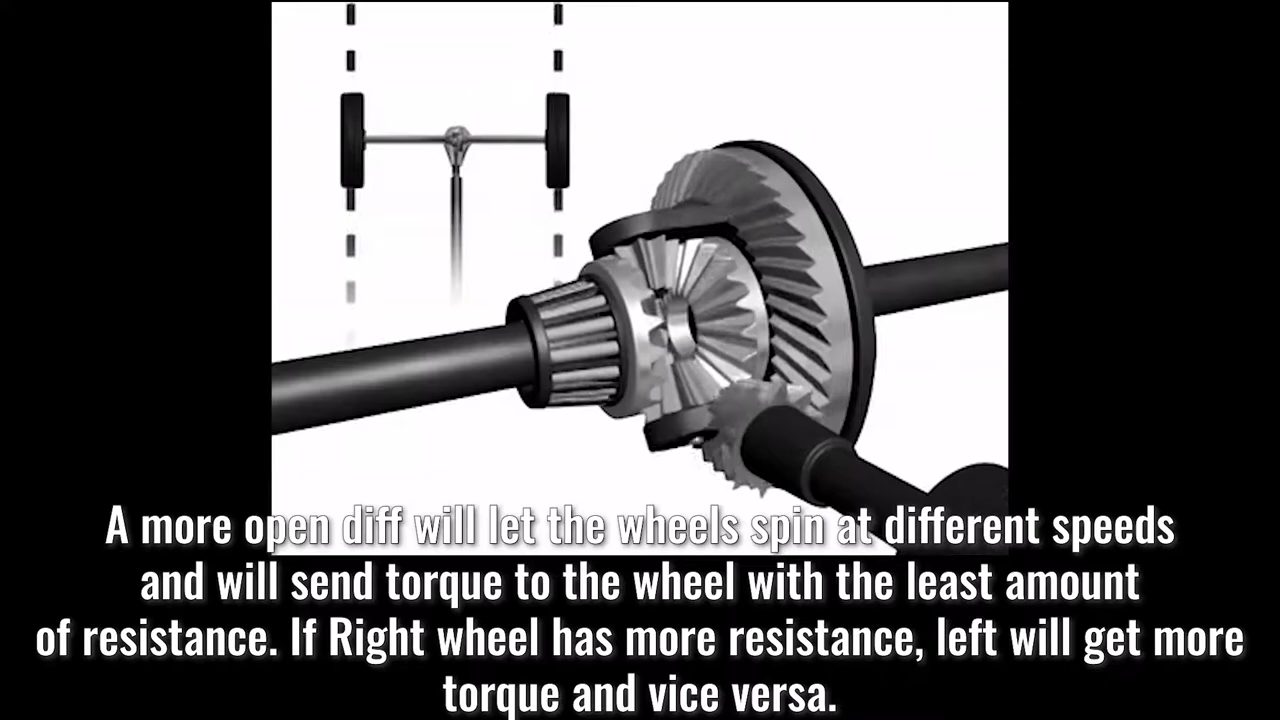 A more open diff will let the wheels spin at different speeds
and will send torque to the wheel with the least amount
of resistance. If Right wheel has more resistance, left will get more
torque and vice versa.